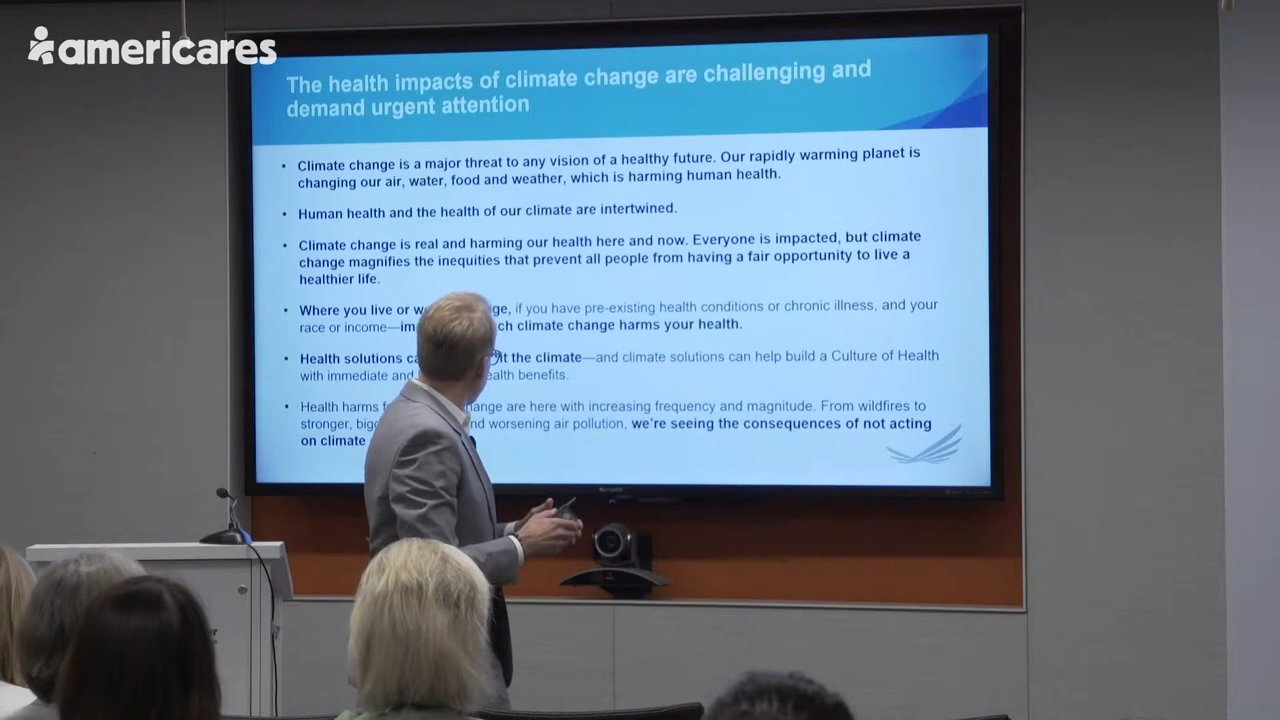 americares
The health impacts of climate change are challenging and
demand urgent attention
• Climate change is a major threat to any vision of a healthy future. Our rapidly warming planet is
changing our air, water, food and weather, which is harming human health.
• Human health and the health of our climate are intertwined.
• Climate change is real and harming our health here and now. Everyone is impacted, but climate
change magnifies the inequities that prevent all people from having a fair opportunity to live a
healthier life.
• Where you live or if you have pre-existing health conditions or chronic illness, and your
race or income— climate change harms your health.
• Health solutions the climate—and climate solutions can help build a Culture of Health
with immediate and benefits.
• Health harms are here with increasing frequency and magnitude. From wildfires to
stronger, worsening air pollution, we're seeing the consequences of not acting
on climate